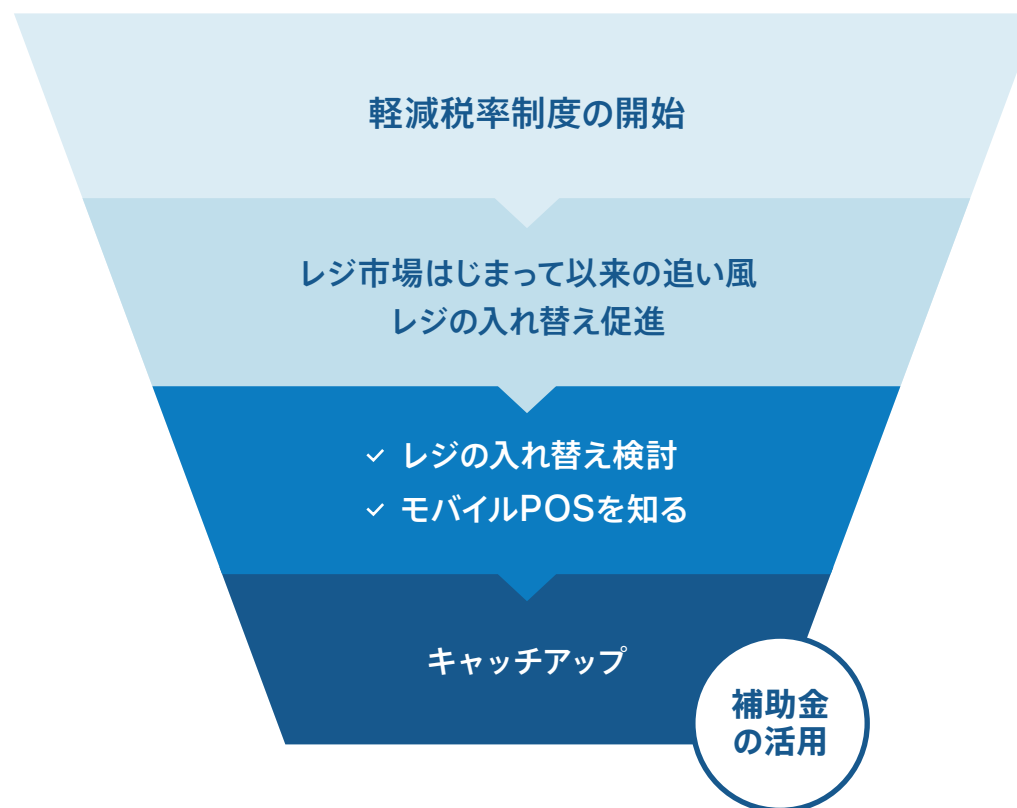 軽減税率制度の開始
レジ市場はじまって以来の追い風
レジの入れ替え促進
✓ レジの入れ替え検討
✓ モバイルPOSを知る
キャッチアップ
補助金
の活用